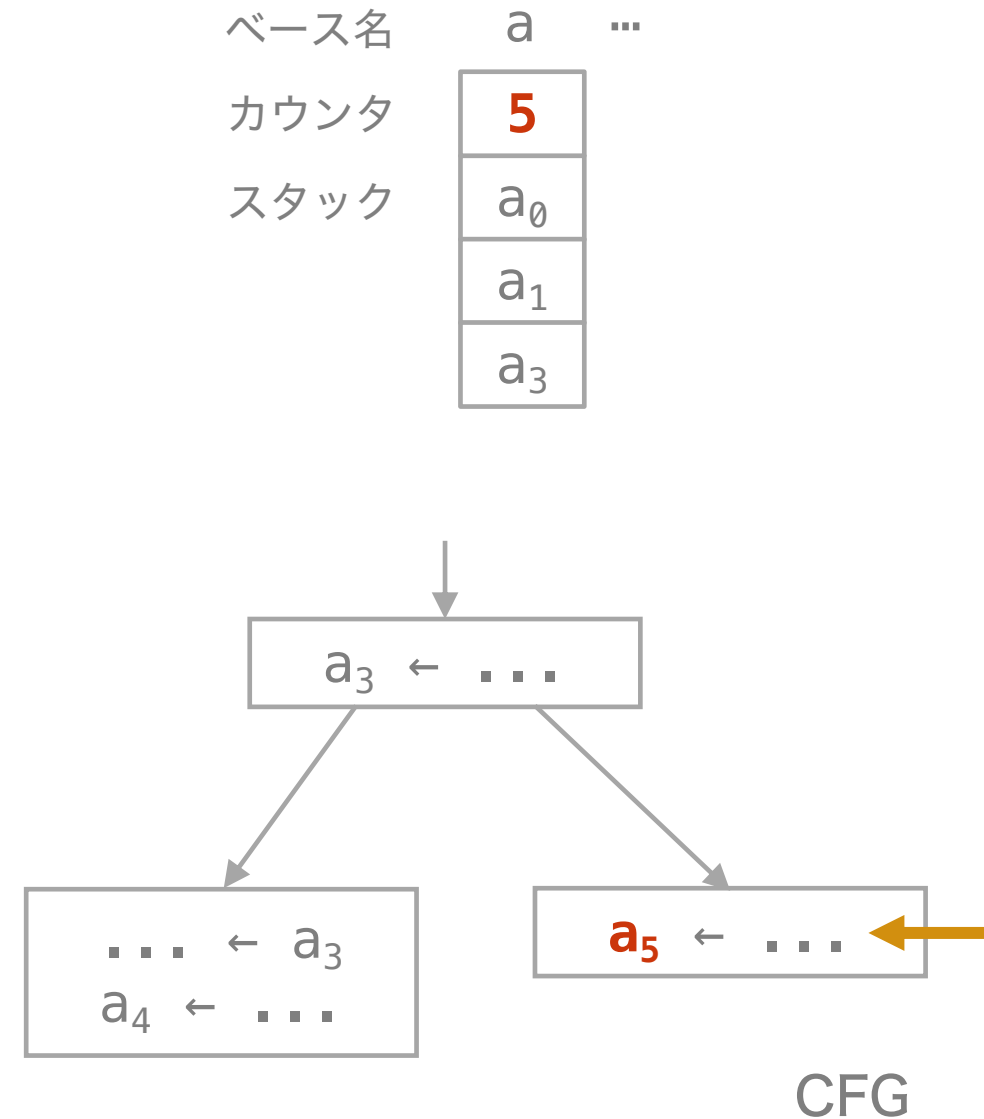 ベース名 a …
カウンタ 5
スタック a₀
a₁
a₃
a₃ ← ...
... ← a₃
a₄ ← ...
a₅ ← ...
CFG